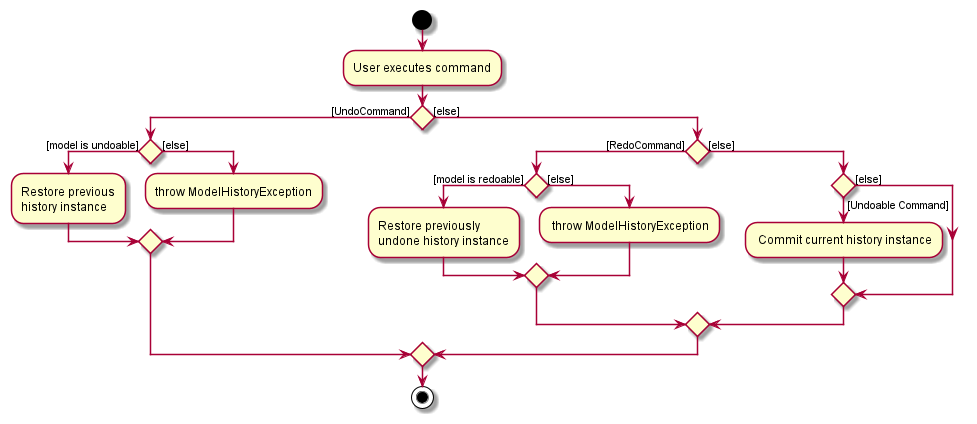 User executes command
[UndoCommand]
[else]
[model is undoable]
[else]
[RedoCommand]
[else]
Restore previous
history instance
throw ModelHistoryException
[model is redoable]
[else]
[else]
[Undoable Command]
Restore previously
undone history instance
throw ModelHistoryException
Commit current history instance